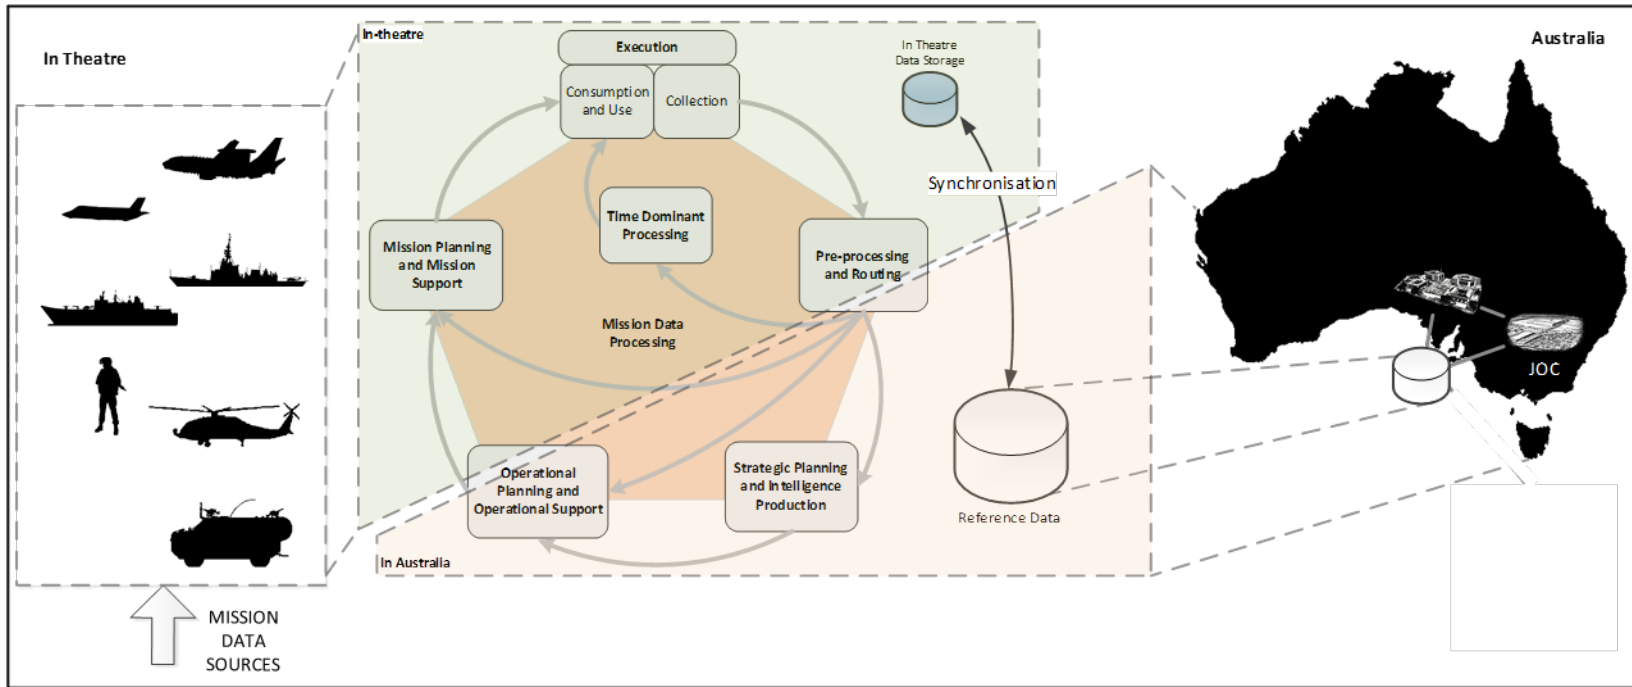 In Theatre
MISSION
DATA
SOURCES
In-theatre
Execution
Consumption
and Use
Collection
In Theatre
Data Storage
Synchronisation
Time Dominant
Processing
Mission Planning
and Mission
Support
Pre-processing
and Routing
Mission Data
Processing
Operational
Planning and
Operational Support
Strategic Planning
and Intelligence
Production
Reference Data
In Australia
Australia
JOC